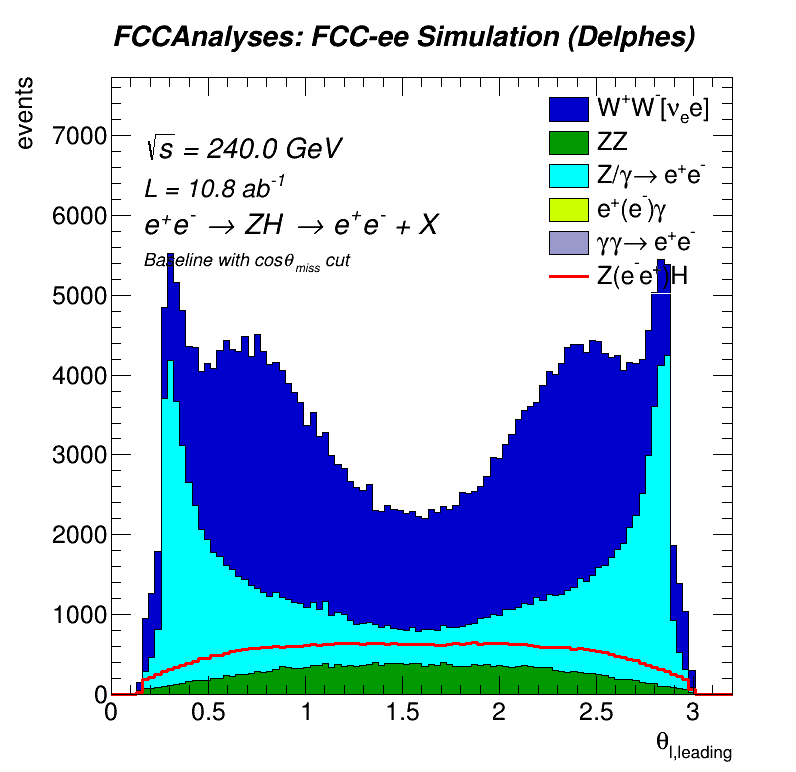 FCCAnalyses: FCC-ee Simulation (Delphes)
events
√s = 240.0 GeV
L = 10.8 ab⁻¹
e⁺e⁻ → ZH → e⁺e⁻ + X
Baseline with cosθ_miss cut
W⁺W⁻[νₑe]
ZZ
Z/γ→ e⁺e⁻
e⁺(e⁻)γ
γγ→ e⁺e⁻
Z(e⁻e⁺)H
7000
6000
5000
4000
3000
2000
1000
0
0 0.5 1 1.5 2 2.5 3
θ_l,leading